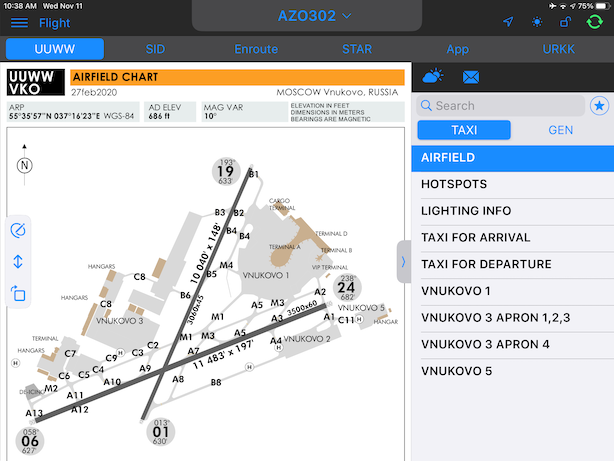 10:38 AM Wed Nov 11
75%
Flight
AZO302
UUWW
SID
Enroute
STAR
App
URKK
UUWW
VKO
AIRFIELD CHART
27feb2020
MOSCOW Vnukovo, RUSSIA
ARP
55°35'57"N 037°16'23"E WGS-84
AD ELEV
686 ft
MAG VAR
10°
ELEVATION IN FEET
DIMENSIONS IN METERS
BEARINGS ARE MAGNETIC
N
193°
19
633'
B1
CARGO
TERMINAL
B3
B2
B4
B4
TERMINAL D
TERMINAL A
TERMINAL B
10 040' x 148'
3060x45
HANGARS
C8
M4
B5
VNUKOVO 1
VIP TERMINAL
238°
24
682'
HANGARS
C8
B6
A2
A5
M3
3500x60
VNUKOVO 5
VNUKOVO 3
M1
A3
A1
C11
HANGAR
H
TERMINAL
HANGARS
C7
C9
H
C3
C2
M1
M3
A5
A7
A4
VNUKOVO 2
H
11 483' x 197'
H
C6
C5
C4
A9
DE-ICING
M2
A10
A8
B8
H
A11
A13
A12
058°
06
627'
013°
01
630'
Search
TAXI
GEN
AIRFIELD
HOTSPOTS
LIGHTING INFO
TAXI FOR ARRIVAL
TAXI FOR DEPARTURE
VNUKOVO 1
VNUKOVO 3 APRON 1,2,3
VNUKOVO 3 APRON 4
VNUKOVO 5